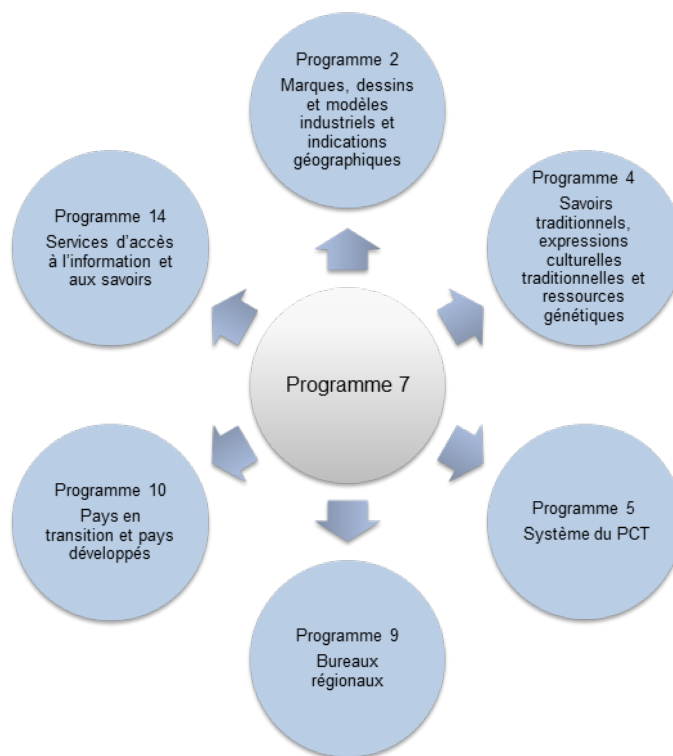 Programme 2
Marques, dessins
et modèles
industriels et
indications
géographiques
Programme 14
Services d'accès
à l'information et
aux savoirs
Programme 4
Savoirs
traditionnels,
expressions
culturelles
traditionnelles et
ressources
génétiques
Programme 7
Programme 10
Pays en
transition et pays
développés
Programme 5
Système du PCT
Programme 9
Bureaux
régionaux